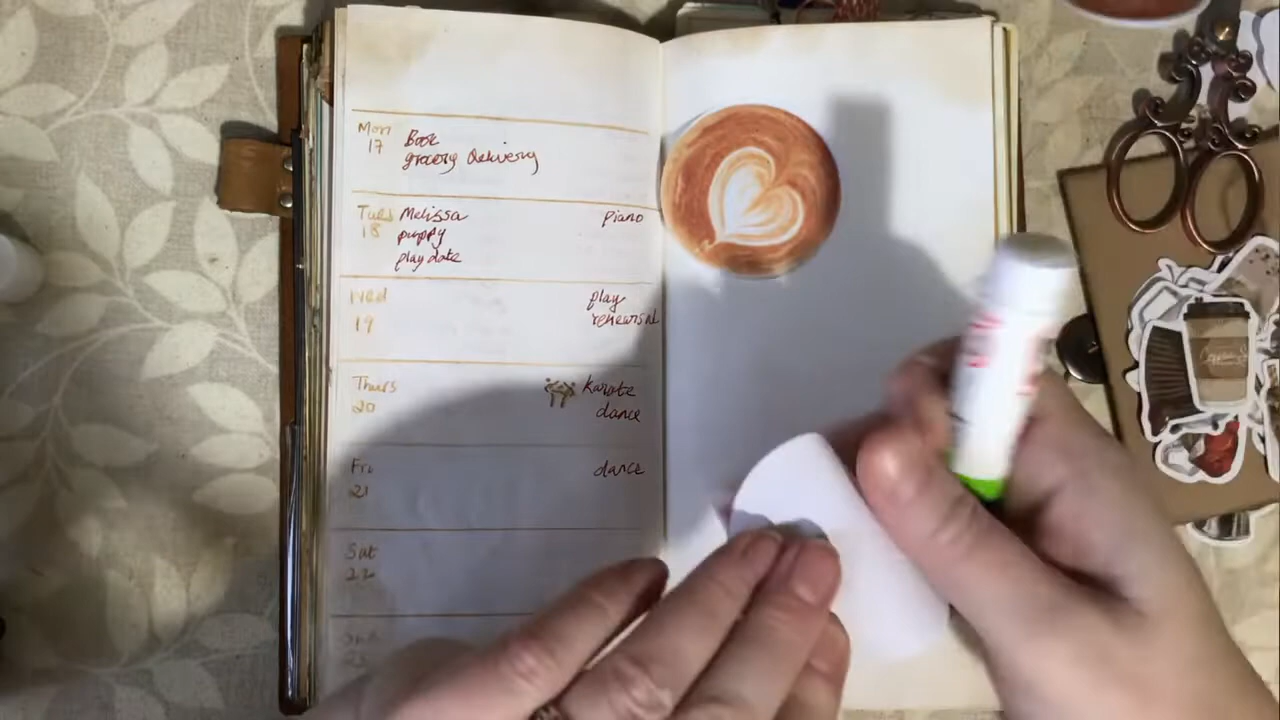 Mon
17
Book
grocery delivery
Tues
18
Melissa
puppy
play date
piano
Wed
19
play
rehearsal
Thurs
20
karate
dance
Fri
21
dance
Sat
22